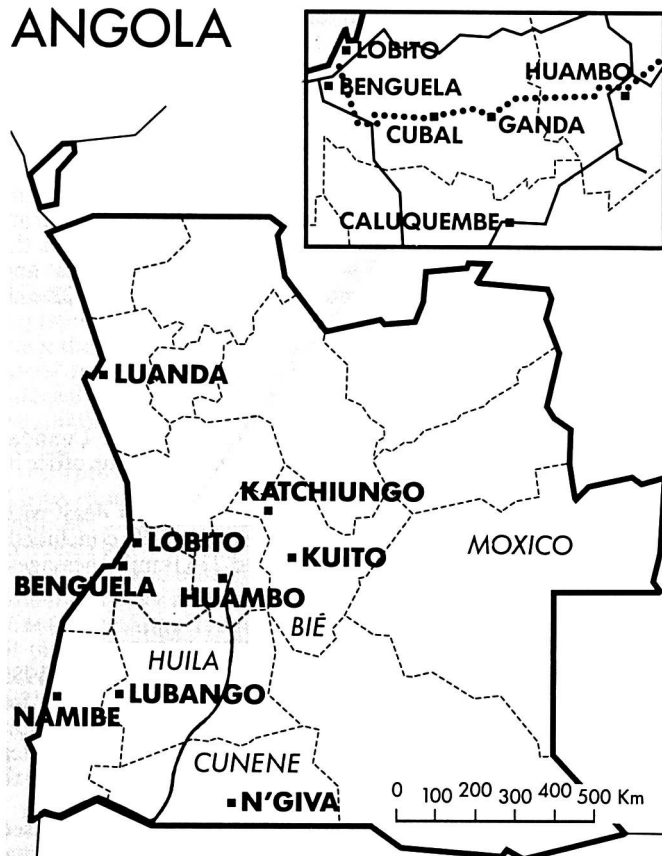 ANGOLA
LOBITO
HUAMBO
BENGUELA
CUBAL
GANDA
CALUQUEMBE
LUANDA
KATCHIUNGO
LOBITO
KUITO
MOXICO
BENGUELA
HUAMBO
BIÉ
HUILA
LUBANGO
NAMIBE
CUNENE
N'GIVA
0 100 200 300 400 500 Km